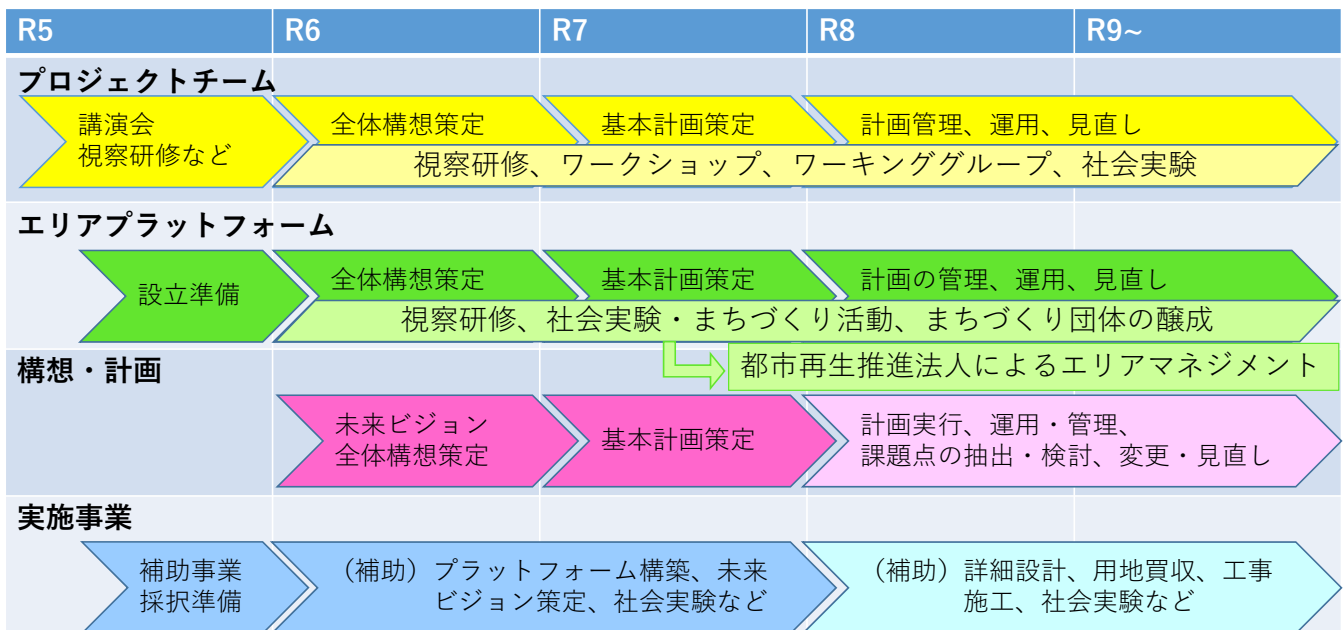 R5
R6
R7
R8
R9~
プロジェクトチーム
講演会
視察研修など
全体構想策定
基本計画策定
計画管理、運用、見直し
視察研修、ワークショップ、ワーキンググループ、社会実験
エリアプラットフォーム
設立準備
全体構想策定
基本計画策定
計画の管理、運用、見直し
視察研修、社会実験・まちづくり活動、まちづくり団体の醸成
都市再生推進法人によるエリアマネジメント
構想・計画
未来ビジョン
全体構想策定
基本計画策定
計画実行、運用・管理、
課題点の抽出・検討、変更・見直し
実施事業
補助事業
採択準備
（補助）プラットフォーム構築、未来
ビジョン策定、社会実験など
（補助）詳細設計、用地買収、工事
施工、社会実験など